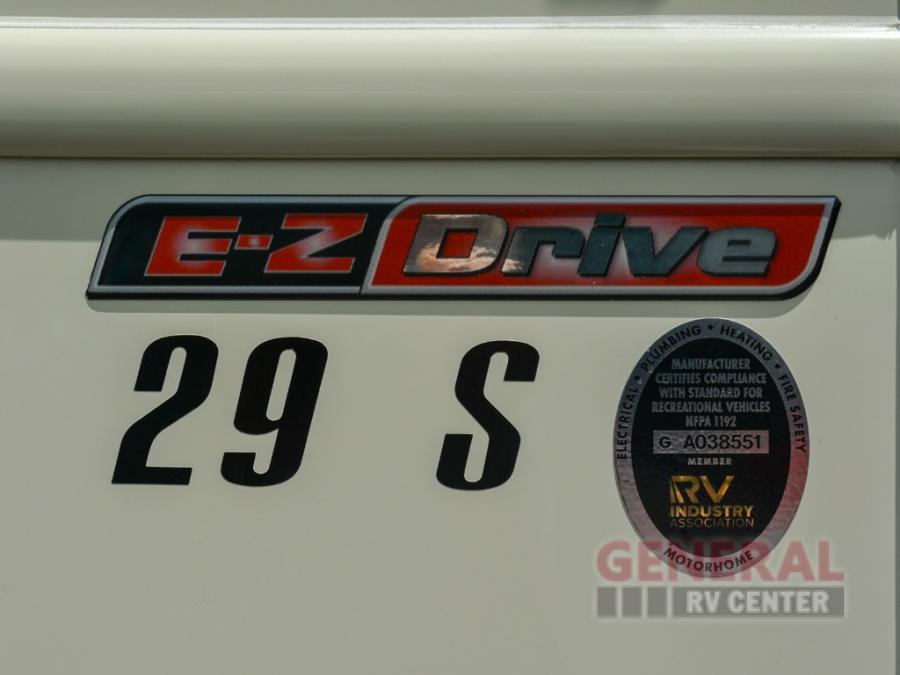 E-Z Drive
29 S
ELECTRICAL • PLUMBING • HEATING • FIRE SAFETY
MANUFACTURER
CERTIFIES COMPLIANCE
WITH STANDARD FOR
RECREATIONAL VEHICLES
NFPA 1192
G A038551
MEMBER
RV
INDUSTRY
ASSOCIATION
MOTORHOME
GENERAL
RV CENTER